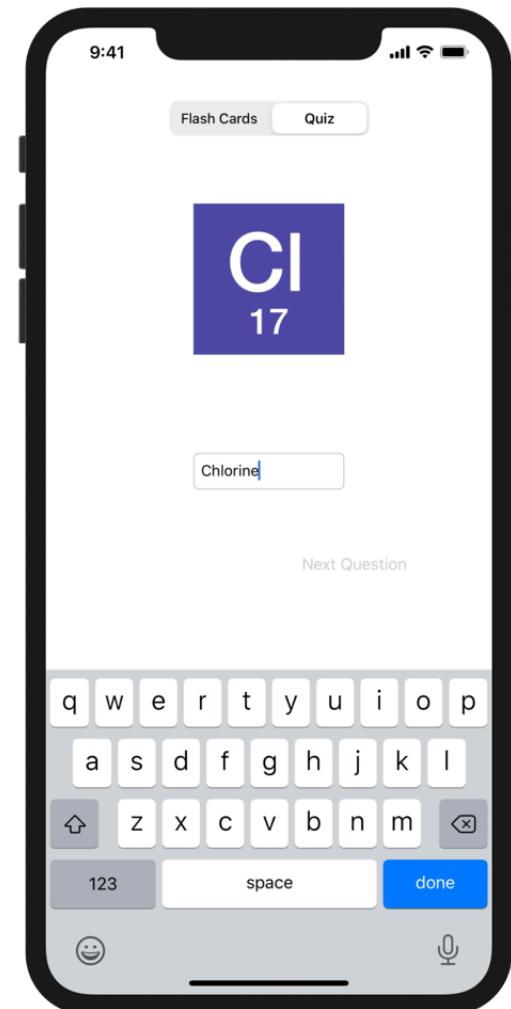 9:41
Flash Cards Quiz
Cl
17
Chlorine
Next Question
q w e r t y u i o p
a s d f g h j k l
z x c v b n m
123 space done